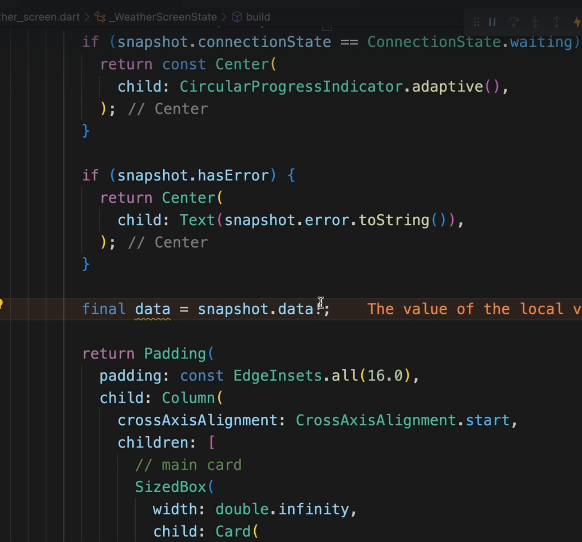 her_screen.dart > _WeatherScreenState > build
if (snapshot.connectionState == ConnectionState.waiting)
return const Center(
child: CircularProgressIndicator.adaptive(),
); // Center
}
if (snapshot.hasError) {
return Center(
child: Text(snapshot.error.toString()),
); // Center
}
final data = snapshot.data!; The value of the local v
return Padding(
padding: const EdgeInsets.all(16.0),
child: Column(
crossAxisAlignment: CrossAxisAlignment.start,
children: [
// main card
SizedBox(
width: double.infinity,
child: Card(